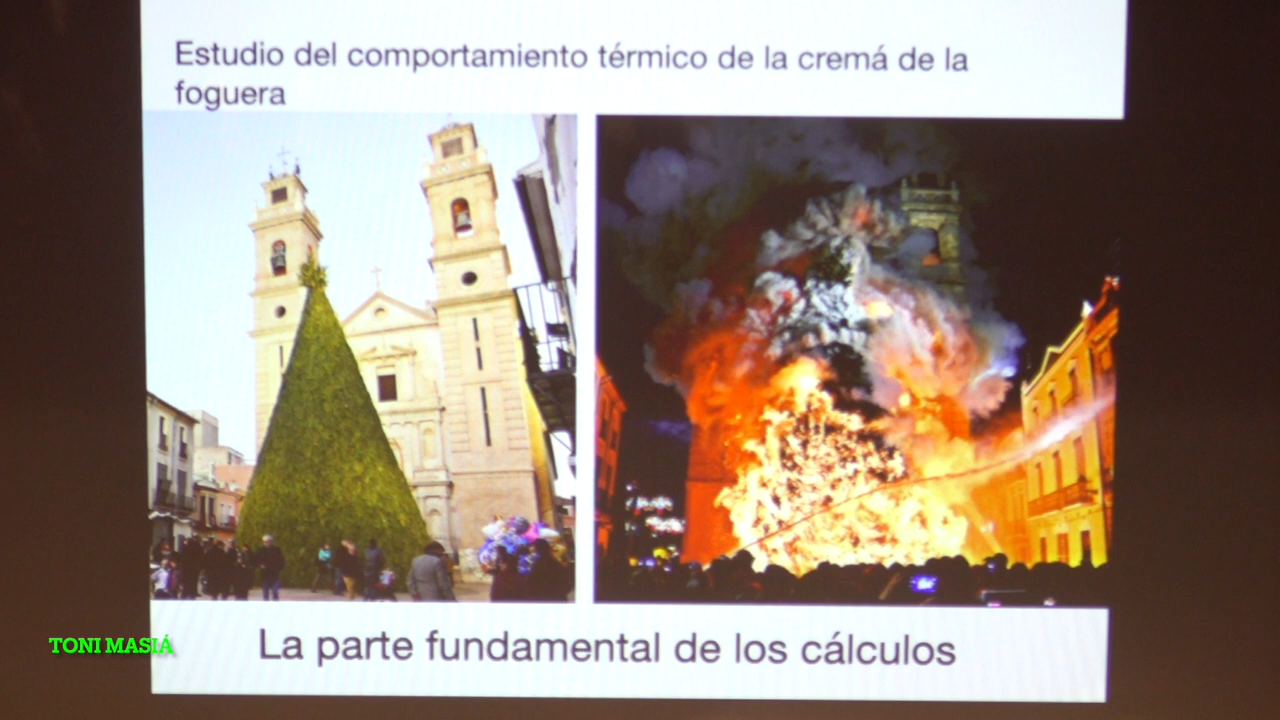 Estudio del comportamiento térmico de la cremá de la
foguera
La parte fundamental de los cálculos
TONI MASIÁ